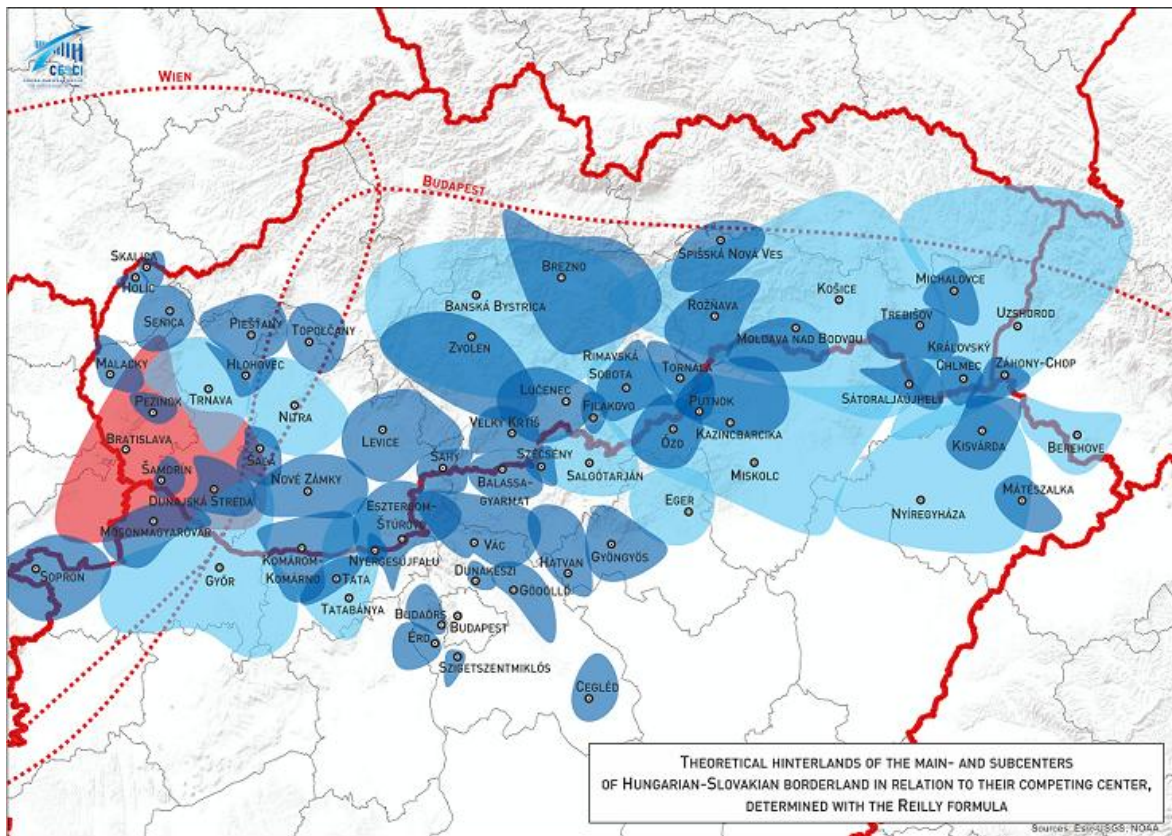 CESCI
WIEN
BUDAPEST
SKALICA
HOLIČ
SENICA
PIEŠŤANY
TOPOĽČANY
MALACKY
HLOHOVEC
PEZINOK
TRNAVA
NITRA
BRATISLAVA
ŠAMORÍN
ŠAĽA
DUNAJSKÁ STREDA
NOVÉ ZÁMKY
LEVICE
MOSONMAGYARÓVÁR
SOPRON
GYŐR
KOMÁROM-
KOMÁRNO
TATA
TATABÁNYA
NYERGESÚJFALU
ESZTERGOM-
ŠTÚROVO
BANSKÁ BYSTRICA
BREZNO
ZVOLEN
SPIŠSKÁ NOVÁ VES
ROŽŇAVA
KOŠICE
MICHALOVCE
UZSHOROD
TREBIŠOV
MOLDAVA NAD BODVOU
KRÁĽOVSKÝ
CHLMEC
ZÁHONY-CHOP
SÁTORALJAÚJHELY
RIMAVSKÁ
SOBOTA
TORNAĽA
LUČENEC
FIĽAKOVO
PUTNOK
ÓZD
KAZINCBARCIKA
VEĽKÝ KRTÍŠ
ŠAHY
SZÉCSÉNY
BALASSA-
GYARMAT
SALGÓTARJÁN
MISKOLC
EGER
KISVÁRDA
BEREHOVE
MÁTÉSZALKA
NYÍREGYHÁZA
VÁC
DUNAKESZI
HATVAN
GYÖNGYÖS
GÖDÖLLŐ
BUDAÖRS
BUDAPEST
ÉRD
SZIGETSZENTMIKLÓS
CEGLÉD
THEORETICAL HINTERLANDS OF THE MAIN- AND SUBCENTERS
OF HUNGARIAN-SLOVAKIAN BORDERLAND IN RELATION TO THEIR COMPETING CENTER,
DETERMINED WITH THE REILLY FORMULA
Sources: Esri, USGS, NOAA